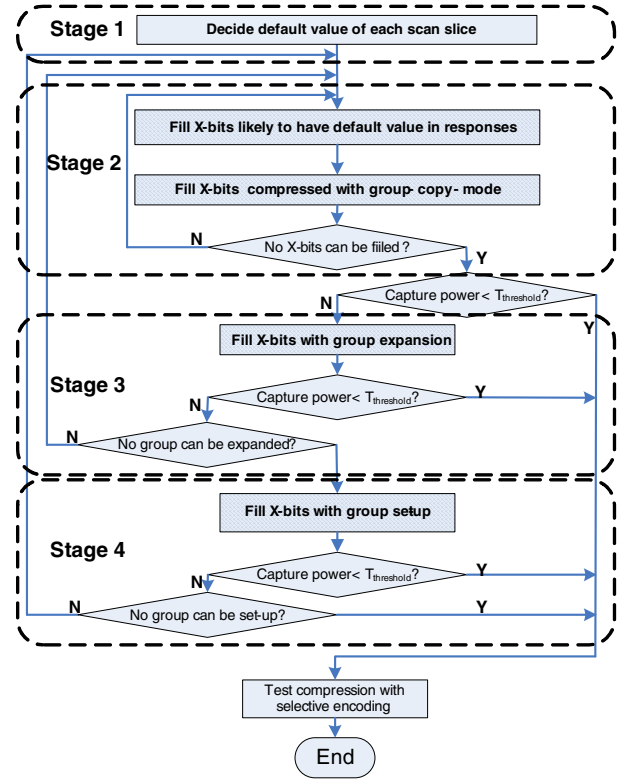 Stage 1
Decide default value of each scan slice
Stage 2
Fill X-bits likely to have default value in responses
Fill X-bits compressed with group- copy- mode
No X-bits can be fiiled ?
N
Y
Capture power< Tthreshold?
N
Y
Stage 3
Fill X-bits with group expansion
Capture power< Tthreshold?
Y
N
No group can be expanded?
N
Stage 4
Fill X-bits with group set-up
Capture power< Tthreshold?
Y
N
No group can be set-up?
N
Y
Test compression with
selective encoding
End